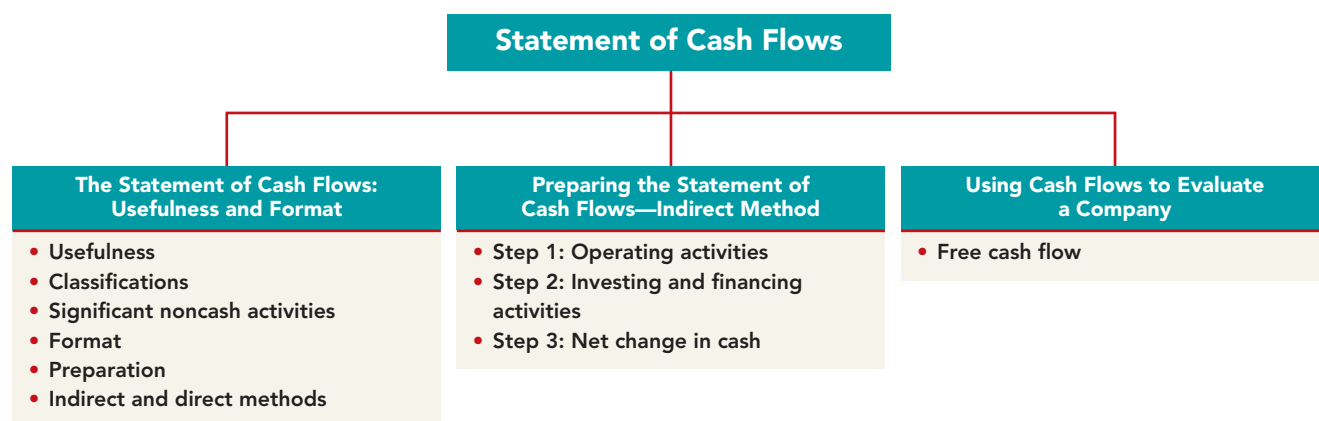 Statement of Cash Flows
The Statement of Cash Flows:
Usefulness and Format
• Usefulness
• Classifications
• Significant noncash activities
• Format
• Preparation
• Indirect and direct methods
Preparing the Statement of
Cash Flows—Indirect Method
• Step 1: Operating activities
• Step 2: Investing and financing
activities
• Step 3: Net change in cash
Using Cash Flows to Evaluate
a Company
• Free cash flow